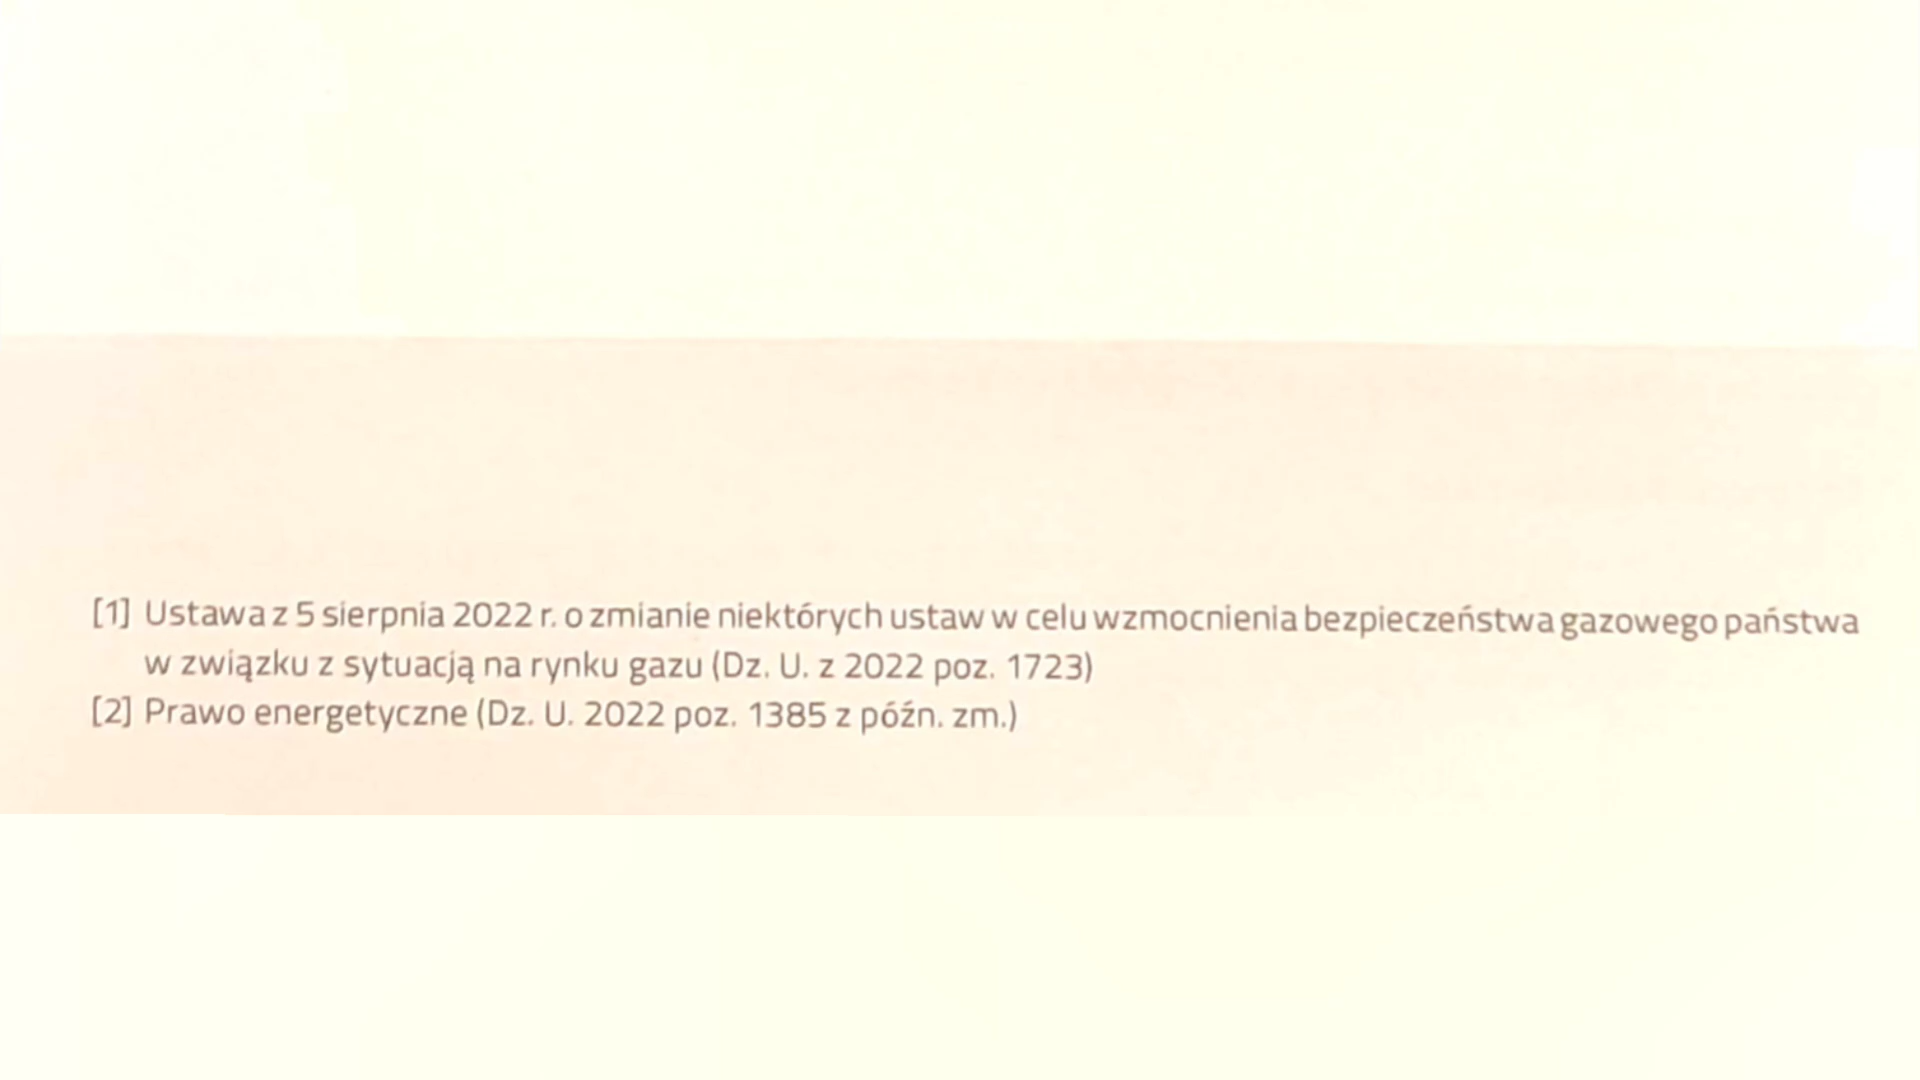 [1] Ustawa z 5 sierpnia 2022 r. o zmianie niektórych ustaw w celu wzmocnienia bezpieczeństwa gazowego państwa
w związku z sytuacją na rynku gazu (Dz. U. z 2022 poz. 1723)
[2] Prawo energetyczne (Dz. U. 2022 poz. 1385 z późn. zm.)